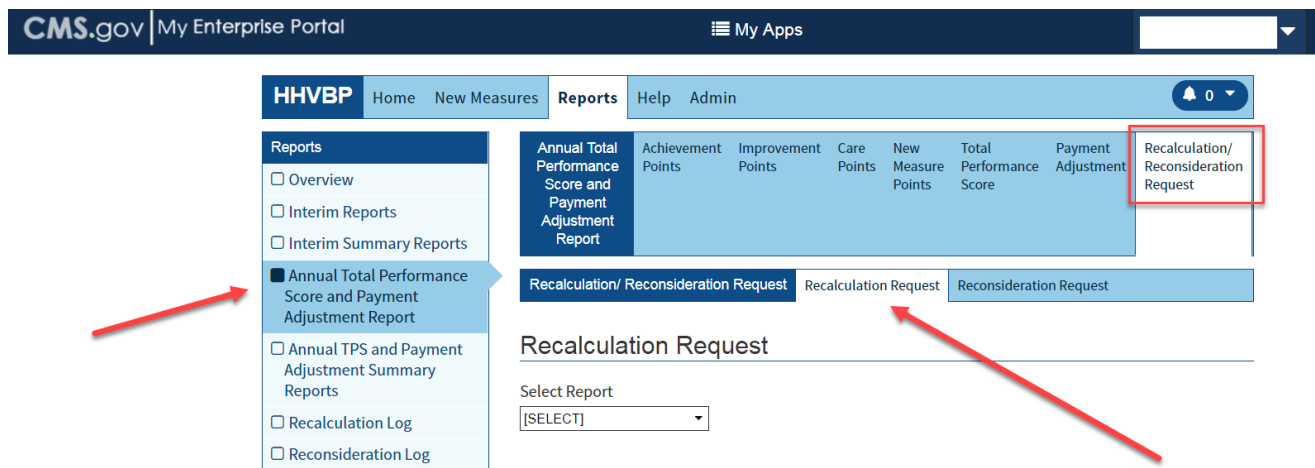 CMS.gov My Enterprise Portal
My Apps
HHVBP Home New Measures Reports Help Admin
0
Reports
Overview
Interim Reports
Interim Summary Reports
Annual Total Performance
Score and Payment
Adjustment Report
Annual TPS and Payment
Adjustment Summary
Reports
Recalculation Log
Reconsideration Log
Annual Total
Performance
Score and
Payment
Adjustment
Report
Achievement
Points
Improvement
Points
Care
Points
New
Measure
Points
Total
Performance
Score
Payment
Adjustment
Recalculation/
Reconsideration
Request
Recalculation/ Reconsideration Request Recalculation Request Reconsideration Request
Recalculation Request
Select Report
[SELECT]